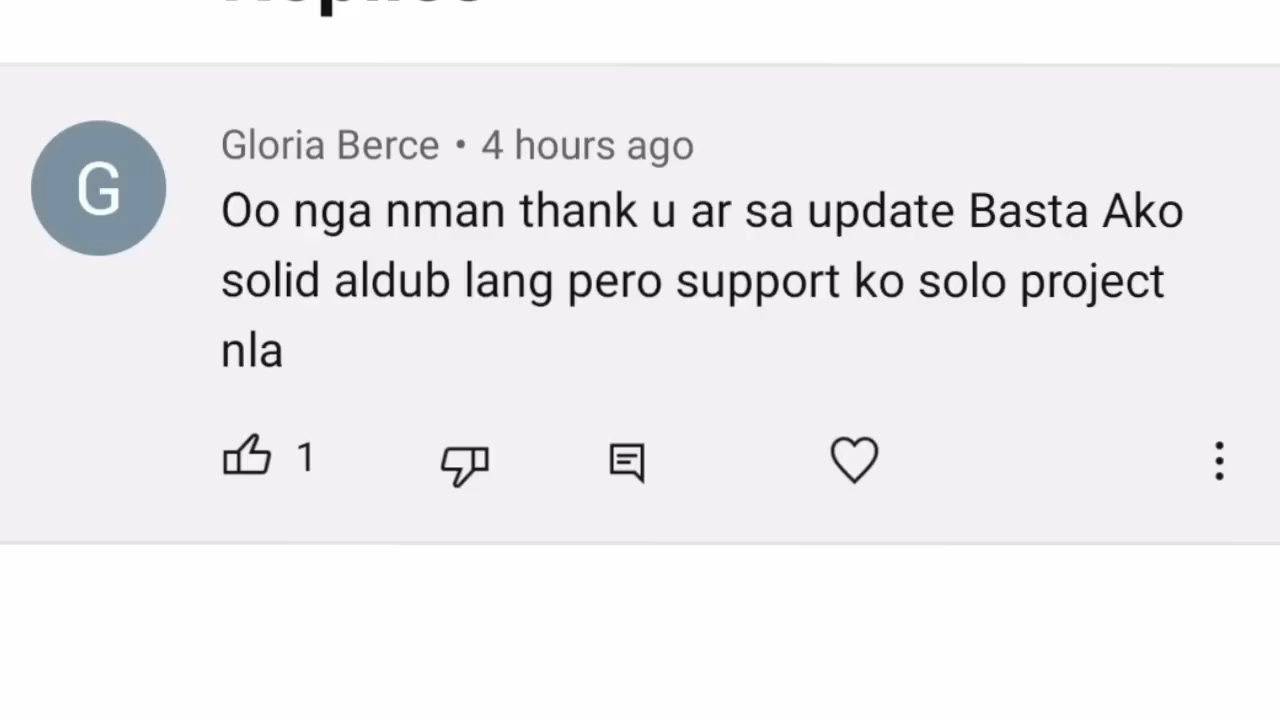 G
Gloria Berce • 4 hours ago
Oo nga nman thank u ar sa update Basta Ako
solid aldub lang pero support ko solo project
nla
1